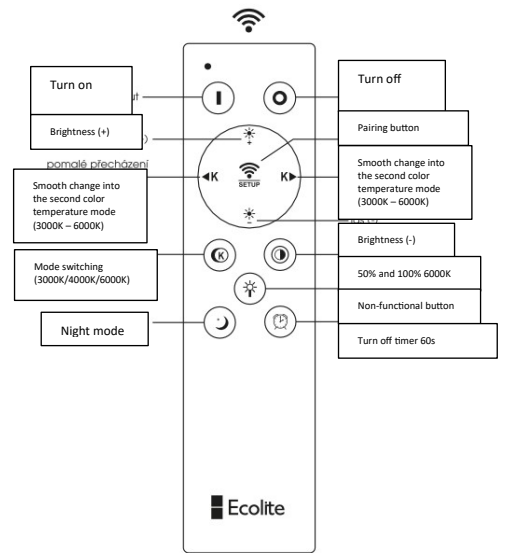 Turn on
ut
Turn off
Brightness (+)
)
Pairing button
pomalé přecházení
Smooth change into
the second color
temperature mode
(3000K – 6000K)
◀K
SETUP
K▶
+
−
Smooth change into
the second color
temperature mode
(3000K – 6000K)
Brightness (-)
Mode switching
(3000K/4000K/6000K)
K
50% and 100% 6000K
Non-functional button
Night mode
Turn off timer 60s
Ecolite